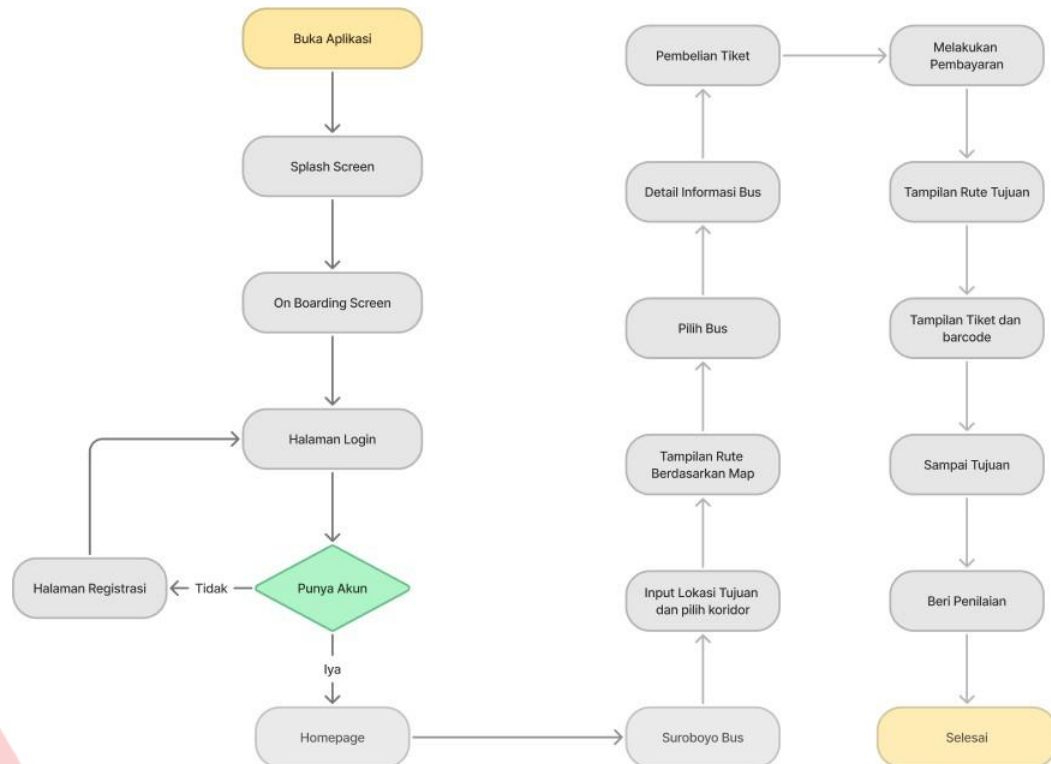 Buka Aplikasi
Splash Screen
On Boarding Screen
Halaman Login
Punya Akun
Tidak
Halaman Registrasi
Iya
Homepage
Suroboyo Bus
Input Lokasi Tujuan
dan pilih koridor
Tampilan Rute
Berdasarkan Map
Pilih Bus
Detail Informasi Bus
Pembelian Tiket
Melakukan
Pembayaran
Tampilan Rute Tujuan
Tampilan Tiket dan
barcode
Sampai Tujuan
Beri Penilaian
Selesai